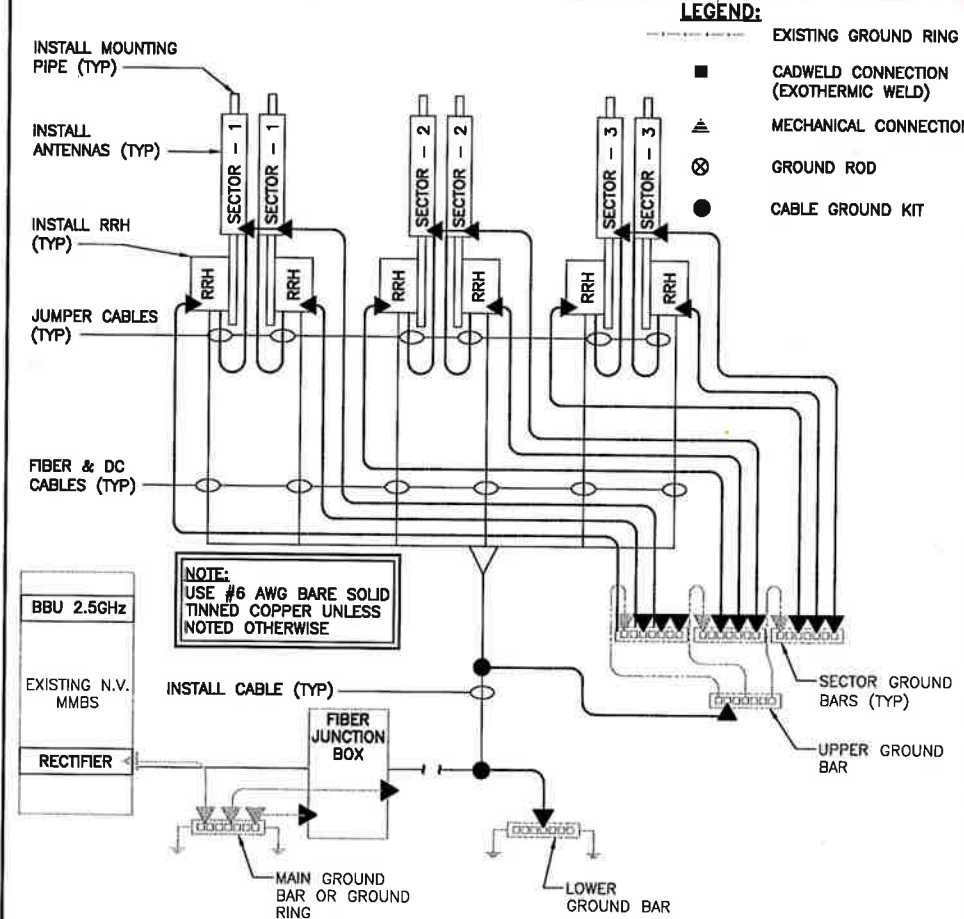 LEGEND:
EXISTING GROUND RING
CADWELD CONNECTION
(EXOTHERMIC WELD)
MECHANICAL CONNECTION
GROUND ROD
CABLE GROUND KIT
INSTALL MOUNTING
PIPE (TYP)
INSTALL
ANTENNAS (TYP)
INSTALL RRH
(TYP)
JUMPER CABLES
(TYP)
FIBER & DC
CABLES (TYP)
SECTOR - 1
SECTOR - 1
SECTOR - 2
SECTOR - 2
SECTOR - 3
SECTOR - 3
RRH
RRH
RRH
RRH
RRH
RRH
NOTE:
USE #6 AWG BARE SOLID
TINNED COPPER UNLESS
NOTED OTHERWISE
BBU 2.5GHz
EXISTING N.V.
MMBS
RECTIFIER
INSTALL CABLE (TYP)
FIBER
JUNCTION
BOX
SECTOR GROUND
BARS (TYP)
UPPER GROUND
BAR
MAIN GROUND
BAR OR GROUND
RING
LOWER
GROUND BAR